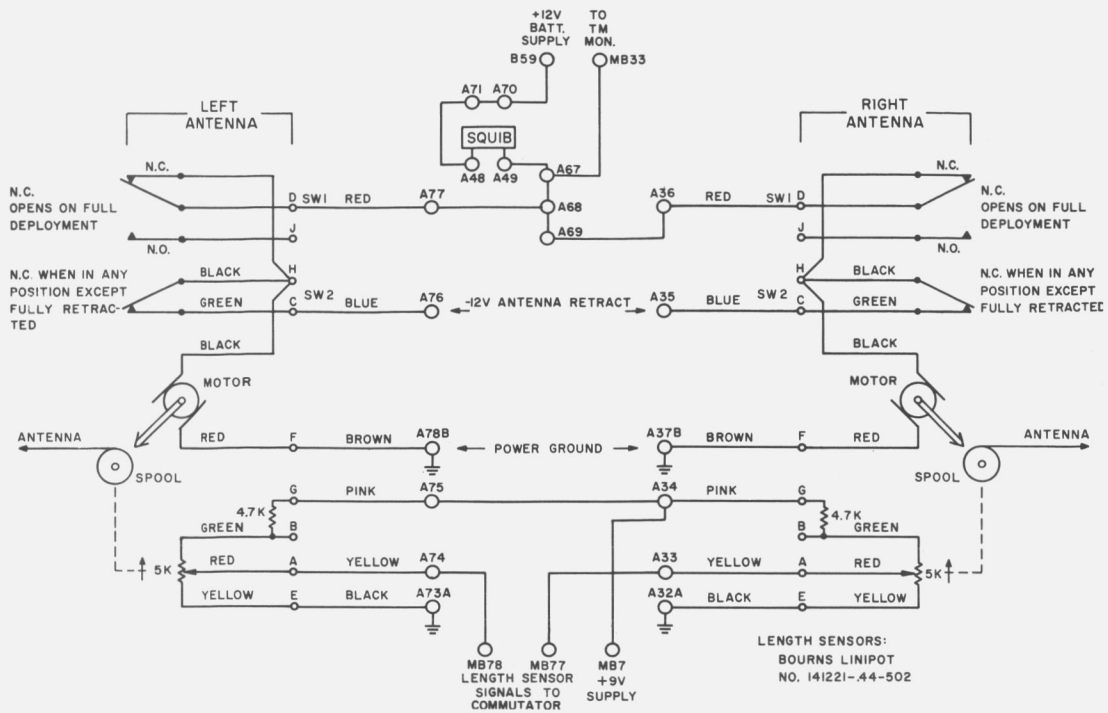 +12V
BATT.
SUPPLY
B59
TO
TM
MON.
MB33
A71 A70
SQUIB
A48 A49
A67
A68
A69
LEFT
ANTENNA
RIGHT
ANTENNA
N.C.
N.C.
OPENS ON FULL
DEPLOYMENT
D SW1 RED A77
J
N.O.
A36 RED SW1 D
J
N.C.
N.C.
OPENS ON FULL
DEPLOYMENT
N.O.
N.C. WHEN IN ANY
POSITION EXCEPT
FULLY RETRAC-
TED
BLACK H
SW2
GREEN C BLUE A76
-12V ANTENNA RETRACT
A35 BLUE C GREEN
SW2
H BLACK
N.C. WHEN IN ANY
POSITION EXCEPT
FULLY RETRACTED
BLACK
BLACK
MOTOR
MOTOR
ANTENNA
SPOOL
RED F BROWN A78B
POWER GROUND
A37B BROWN F RED
ANTENNA
SPOOL
G PINK A75
A34 PINK G
4.7K
4.7K
GREEN B
B GREEN
5K RED A YELLOW A74
A33 YELLOW A RED 5K
YELLOW E BLACK A73A
A32A BLACK E YELLOW
MB78 MB77
LENGTH SENSOR
SIGNALS TO
COMMUTATOR
MB7
+9V
SUPPLY
LENGTH SENSORS:
BOURNS LINIPOT
NO. 141221-.44-502